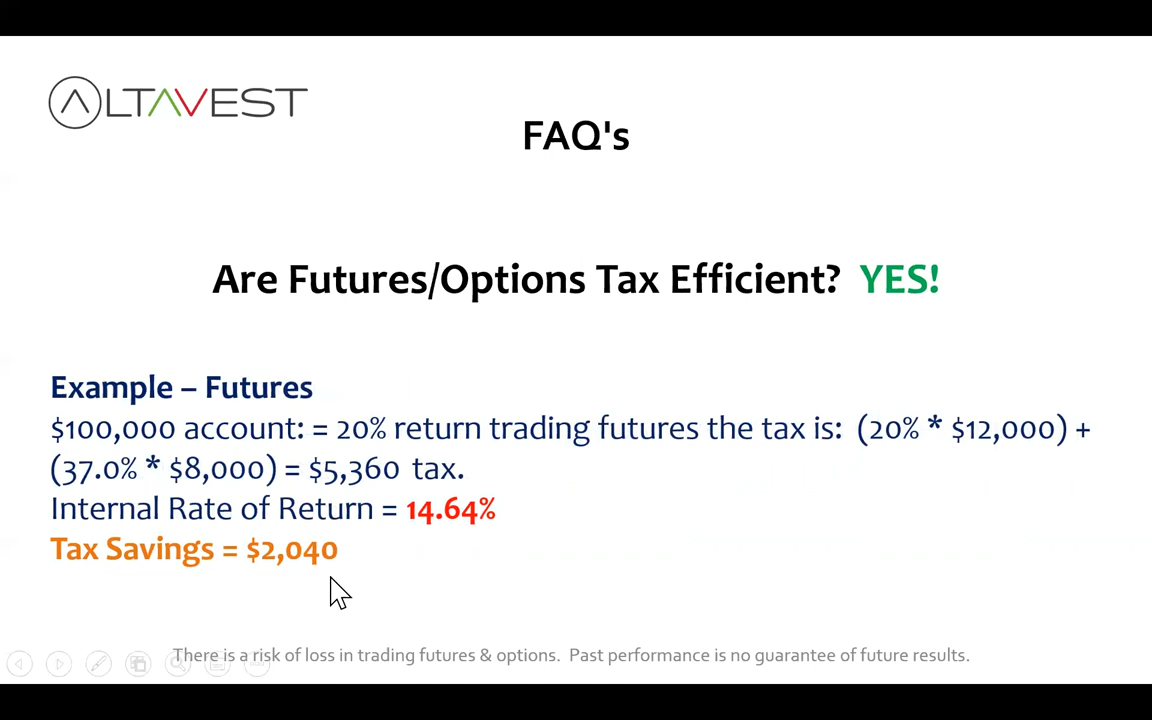 ALTAVEST
FAQ's
Are Futures/Options Tax Efficient? YES!
Example – Futures
$100,000 account: = 20% return trading futures the tax is: (20% * $12,000) +
(37.0% * $8,000) = $5,360 tax.
Internal Rate of Return = 14.64%
Tax Savings = $2,040
There is a risk of loss in trading futures & options. Past performance is no guarantee of future results.